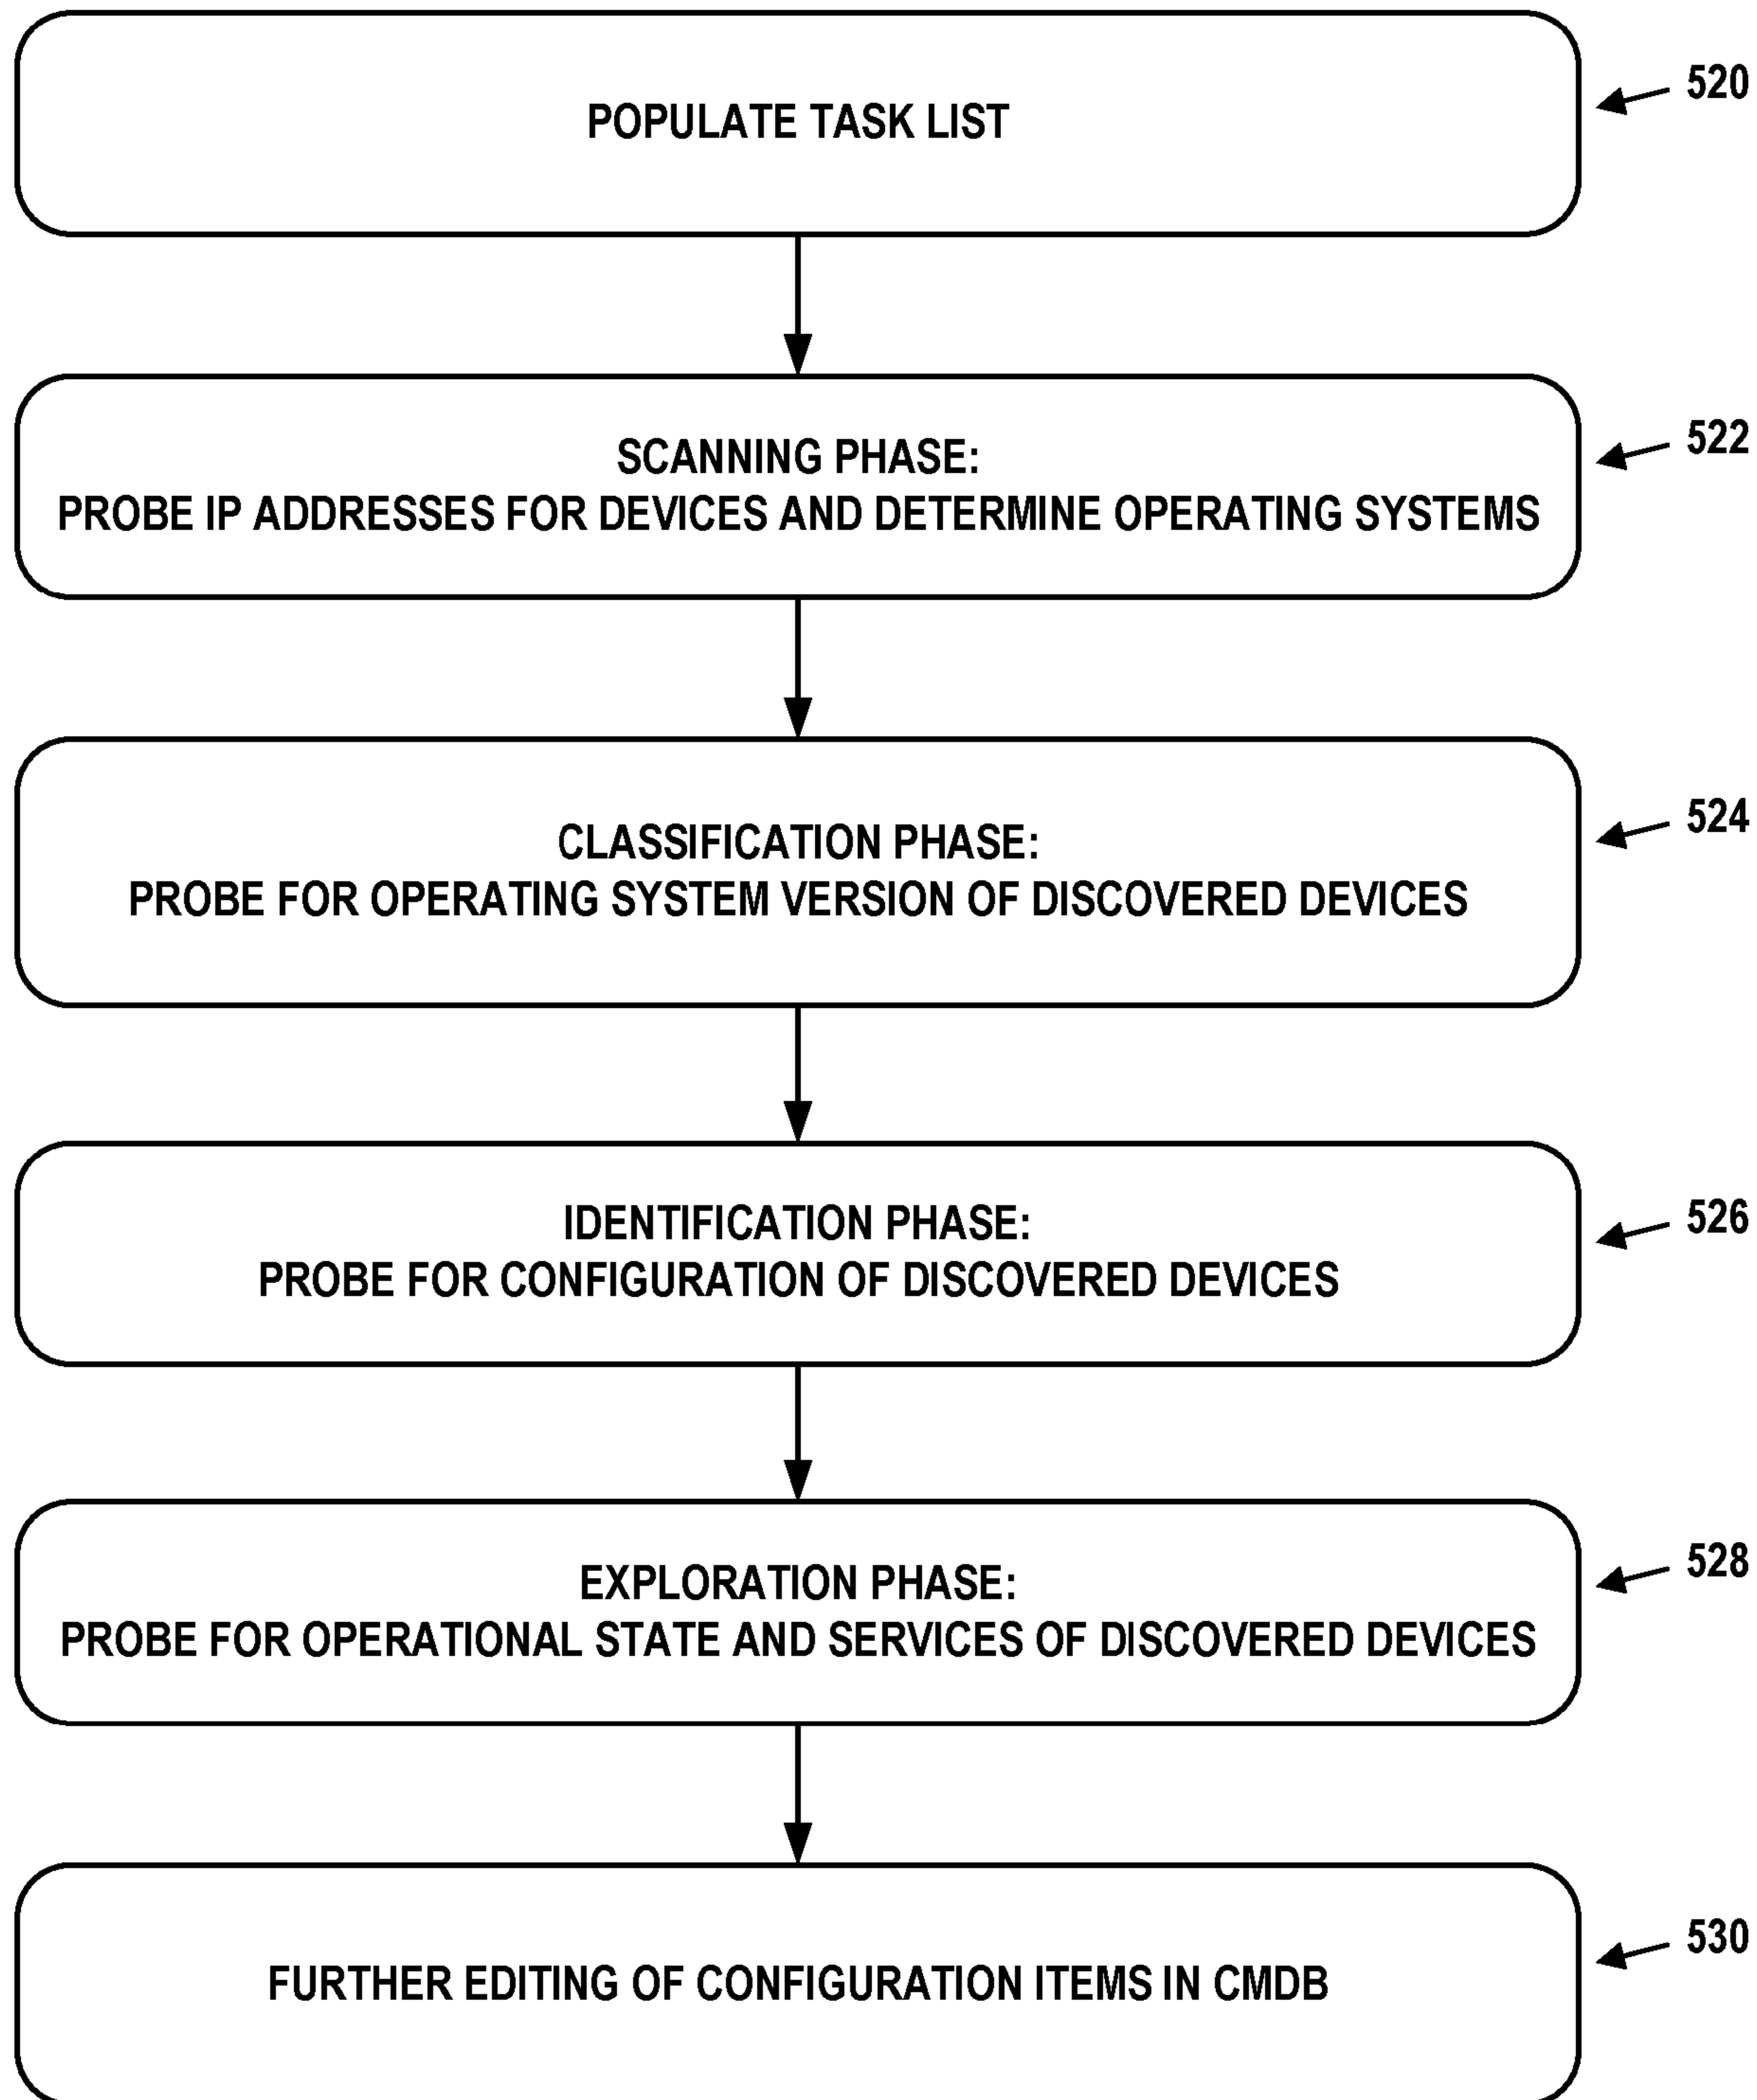 POPULATE TASK LIST
520
SCANNING PHASE:
PROBE IP ADDRESSES FOR DEVICES AND DETERMINE OPERATING SYSTEMS
522
CLASSIFICATION PHASE:
PROBE FOR OPERATING SYSTEM VERSION OF DISCOVERED DEVICES
524
IDENTIFICATION PHASE:
PROBE FOR CONFIGURATION OF DISCOVERED DEVICES
526
EXPLORATION PHASE:
PROBE FOR OPERATIONAL STATE AND SERVICES OF DISCOVERED DEVICES
528
FURTHER EDITING OF CONFIGURATION ITEMS IN CMDB
530